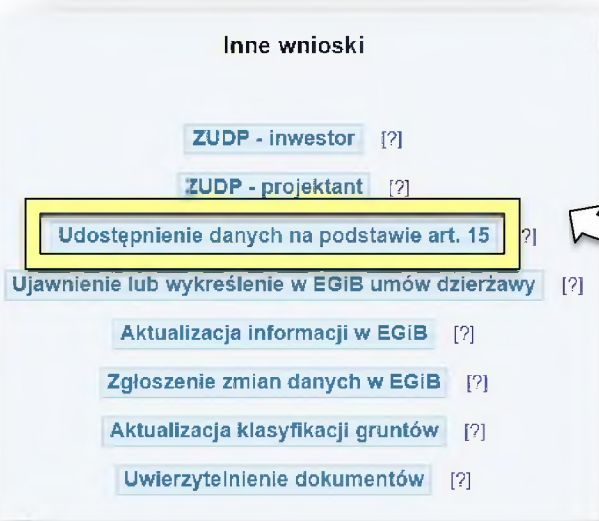 Inne wnioski
ZUDP - inwestor [?]
ZUDP - projektant [?]
Udostępnienie danych na podstawie art. 15 ?]
Ujawnienie lub wykreślenie w EGiB umów dzierżawy [?]
Aktualizacja informacji w EGiB [?]
Zgłoszenie zmian danych w EGiB [?]
Aktualizacja klasyfikacji gruntów [?]
Uwierzytelnienie dokumentów [?]